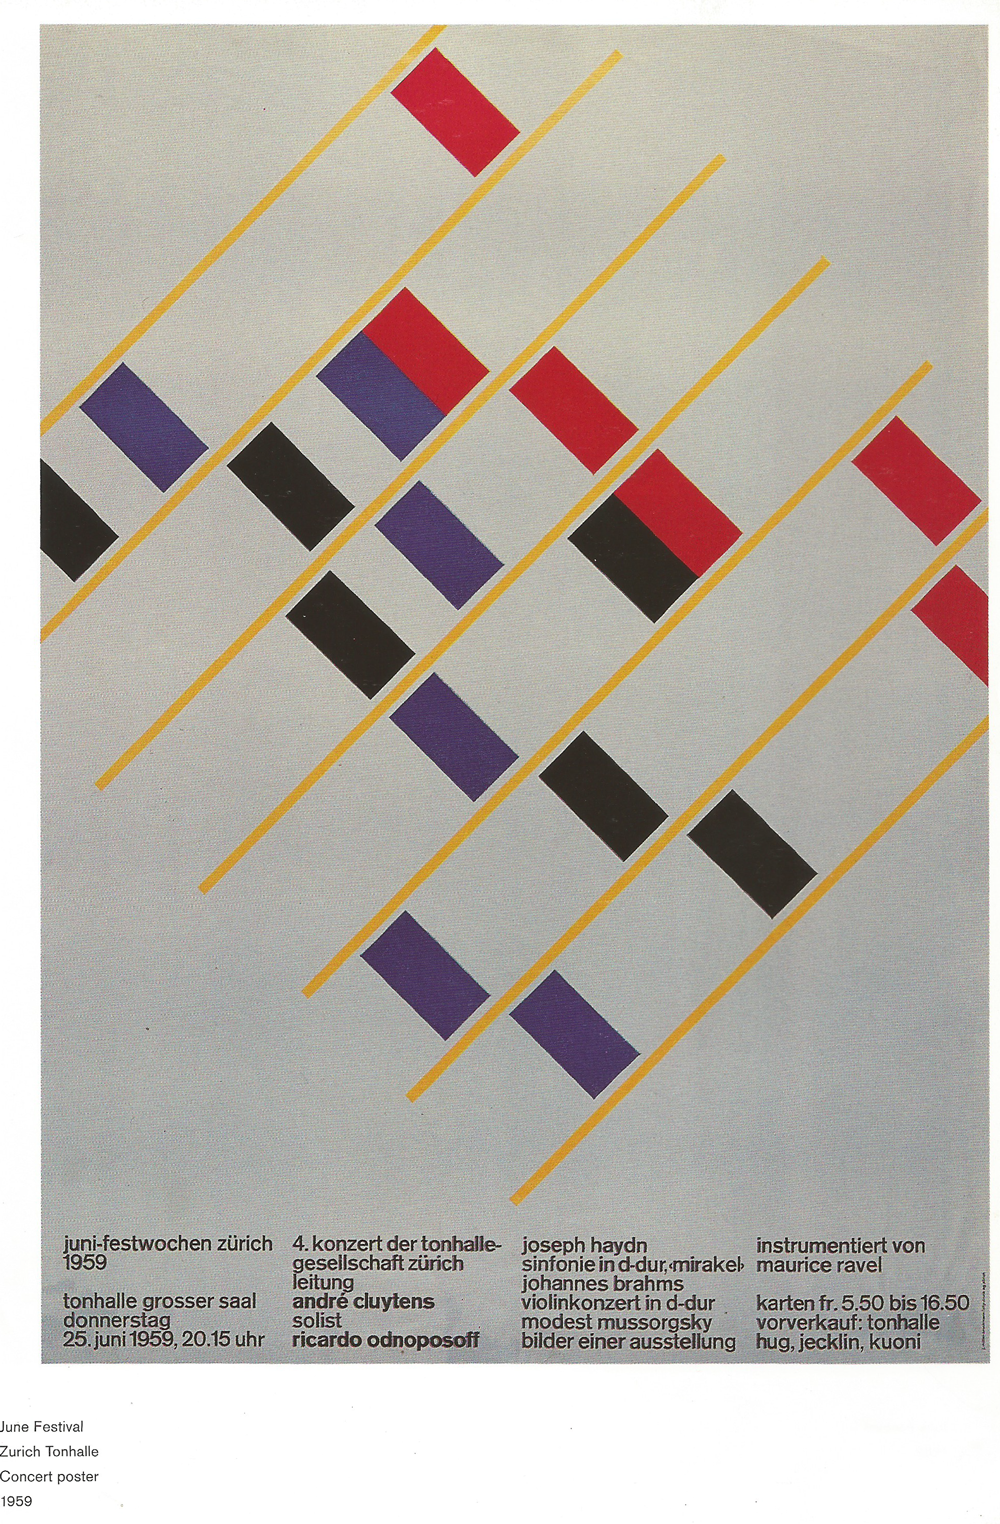 juni-festwochen zürich
1959
tonhalle grosser saal
donnerstag
25. juni 1959, 20.15 uhr
4. konzert der tonhalle-
gesellschaft zürich
leitung
andré cluytens
solist
ricardo odnoposoff
joseph haydn
sinfonie in d-dur, ‹mirakel›
johannes brahms
violinkonzert in d-dur
modest mussorgsky
bilder einer ausstellung
instrumentiert von
maurice ravel
karten fr. 5.50 bis 16.50
vorverkauf: tonhalle
hug, jecklin, kuoni
June Festival
Zurich Tonhalle
Concert poster
1959